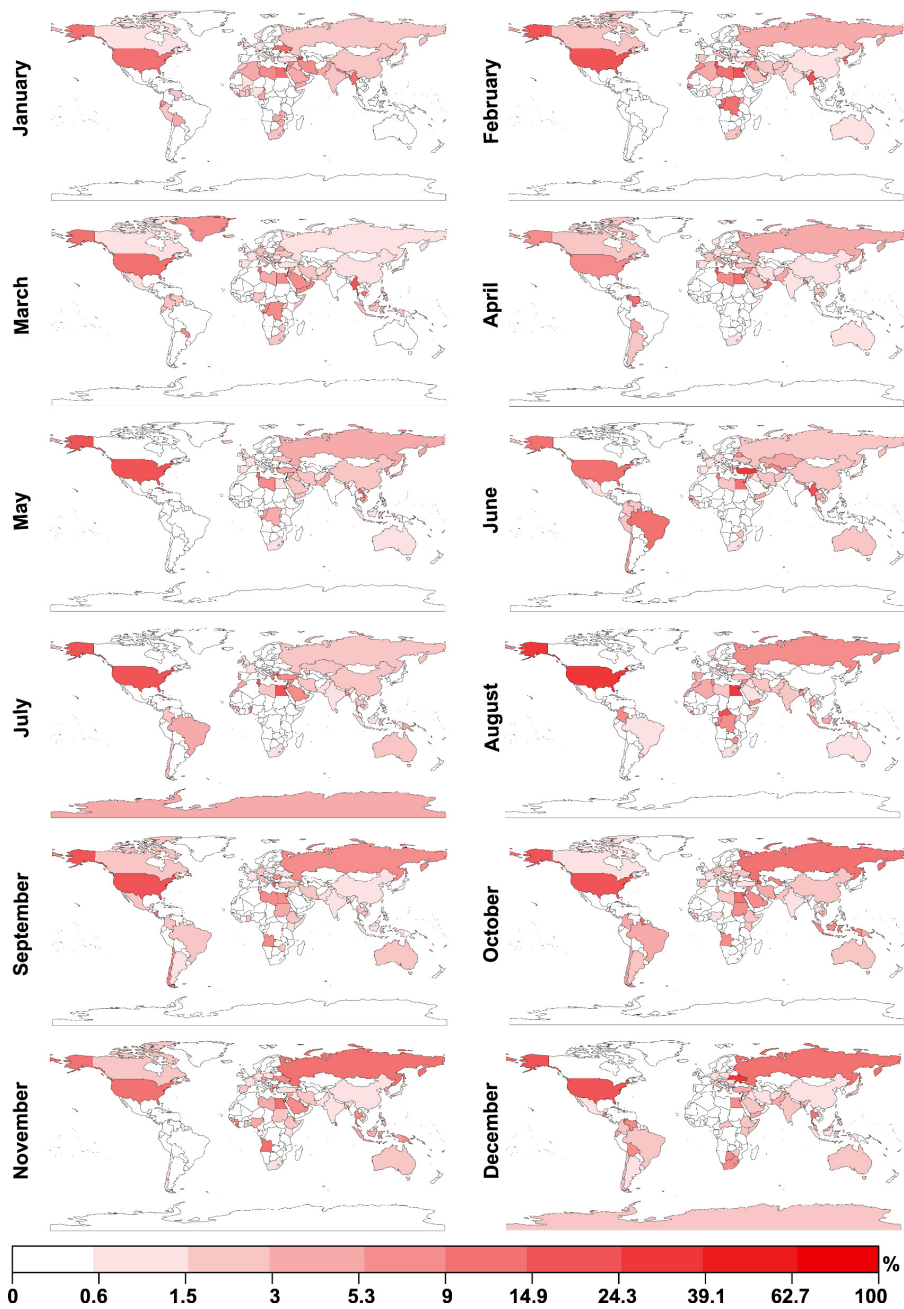 January
February
March
April
May
June
July
August
September
October
November
December
%
0 0.6 1.5 3 5.3 9 14.9 24.3 39.1 62.7 100